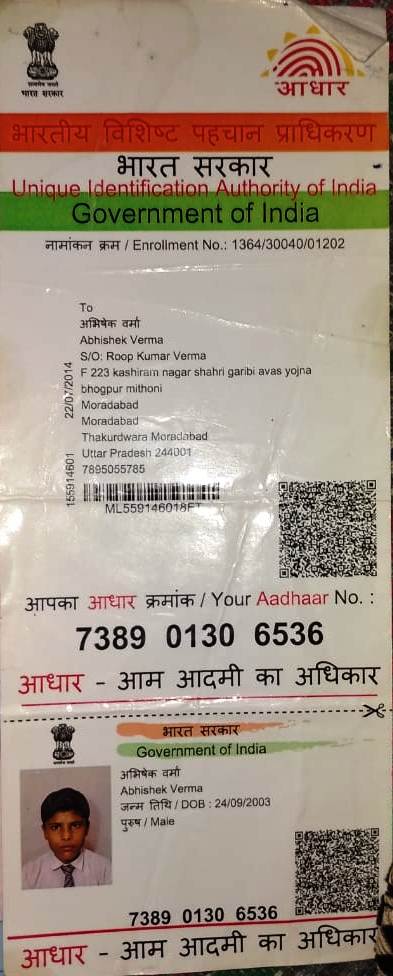 सत्यमेव जयते
भारत सरकार
आधार
भारतीय विशिष्ट पहचान प्राधिकरण
भारत सरकार
Unique Identification Authority of India
Government of India
नामांकन क्रम / Enrollment No.: 1364/30040/01202
To
अभिषेक वर्मा
Abhishek Verma
S/O: Roop Kumar Verma
F 223 kashiram nagar shahri garibi avas yojna
bhogpur mithoni
Moradabad
Moradabad
Thakurdwara Moradabad
Uttar Pradesh 244001
7895055785
155914601 22/07/2014
ML559146018FT
आपका आधार क्रमांक / Your Aadhaar No. :
7389 0130 6536
आधार - आम आदमी का अधिकार
भारत सरकार
Government of India
अभिषेक वर्मा
Abhishek Verma
जन्म तिथि / DOB : 24/09/2003
पुरुष / Male
7389 0130 6536
आधार - आम आदमी का अधिकार